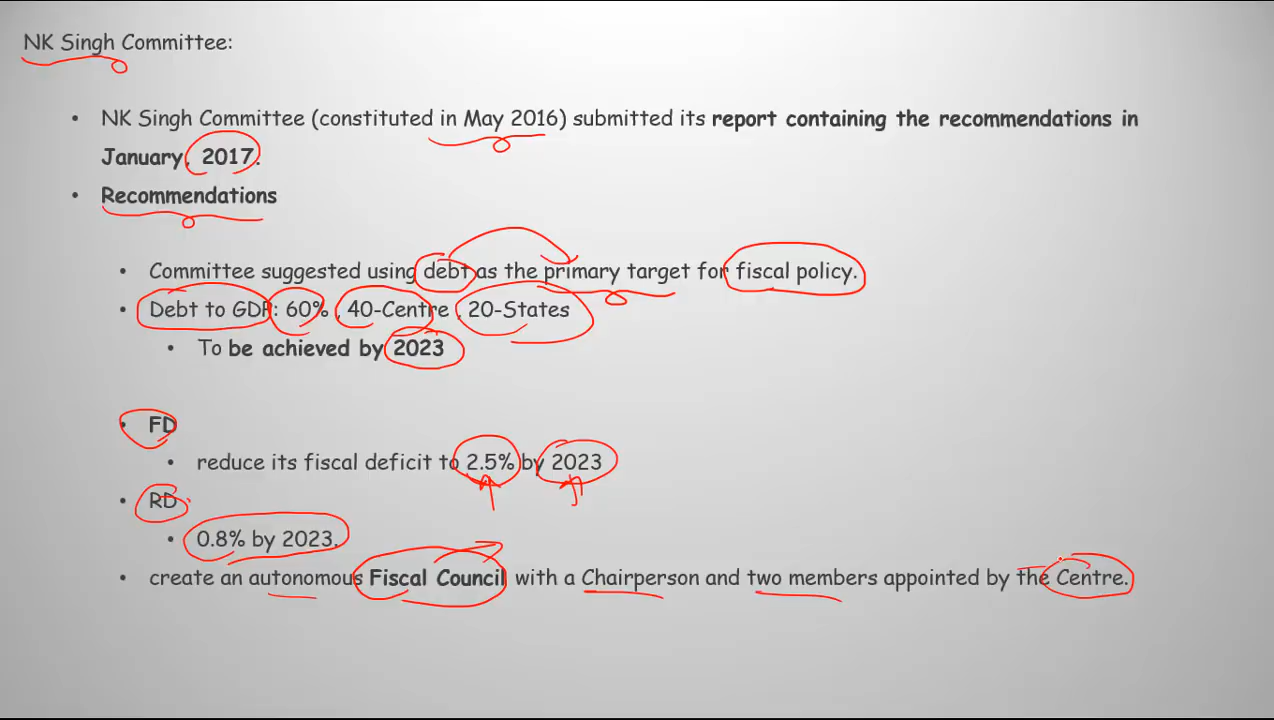 NK Singh Committee:
• NK Singh Committee (constituted in May 2016) submitted its report containing the recommendations in
January, 2017.
• Recommendations
• Committee suggested using debt as the primary target for fiscal policy.
• Debt to GDP: 60% , 40-Centre , 20-States
• To be achieved by 2023
• FD
• reduce its fiscal deficit to 2.5% by 2023
• RD
• 0.8% by 2023.
• create an autonomous Fiscal Council with a Chairperson and two members appointed by the Centre.